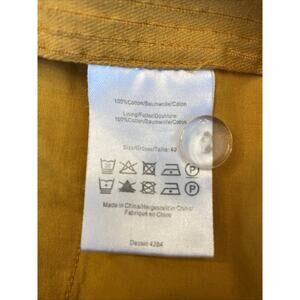 100%Cotton/Baumwolle/Coton
Lining/Futter/Doublure:
100%Cotton/Baumwolle/Coton
Size/Grösse/Taille: 40
P
P
Made in China/Hergestellt in China/
Fabriqué en Chine
Dessin 4284